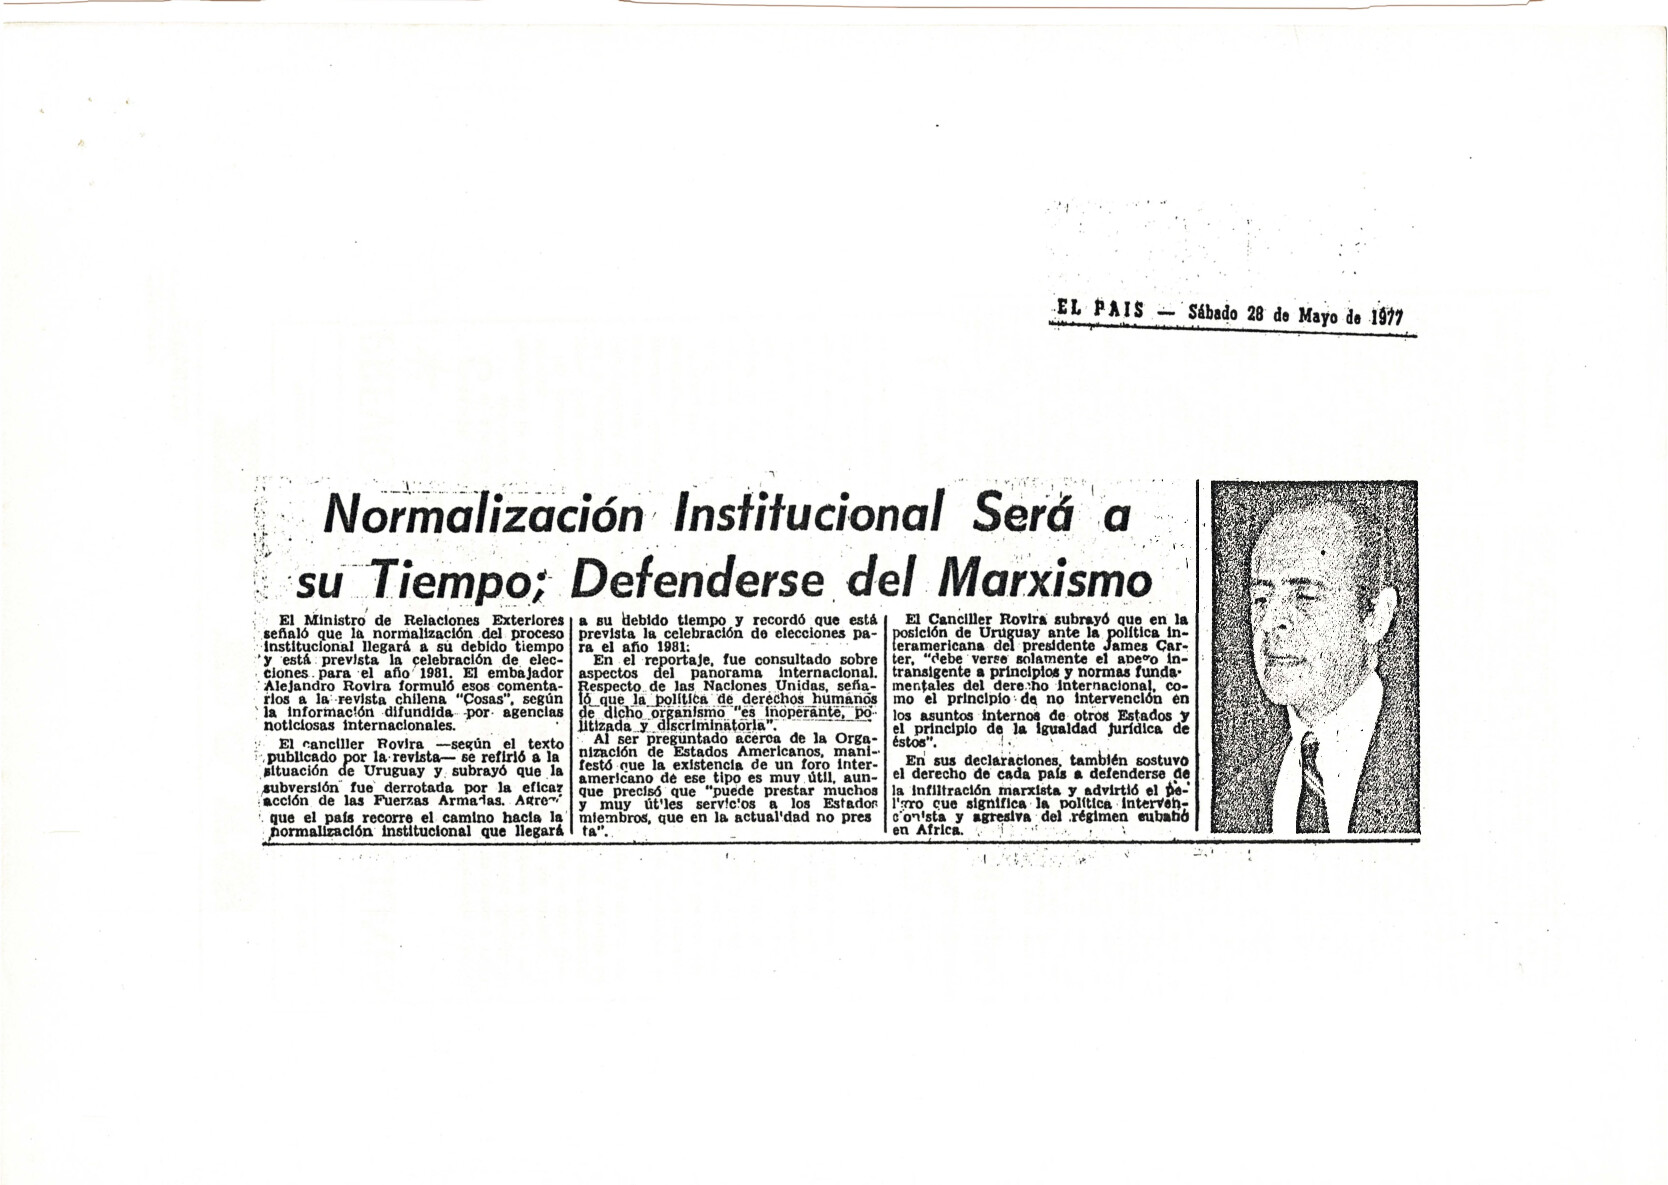 EL PAIS — Sábado 28 de Mayo de 1977
Normalización Institucional Será a
su Tiempo; Defenderse del Marxismo
El Ministro de Relaciones Exteriores
señaló que la normalización del proceso
institucional llegará a su debido tiempo
y está prevista la celebración de elec-
ciones para el año 1981. El embajador
Alejandro Rovira formuló esos comenta-
rios a la revista chilena "Cosas", según
la información difundida por agencias
noticiosas internacionales.
El canciller Rovira —según el texto
publicado por la revista— se refirió a la
situación de Uruguay y subrayó que la
subversión fue derrotada por la eficaz
acción de las Fuerzas Armadas.
que el país recorre el camino hacia la
normalización institucional que llegará
a su debido tiempo y recordó que está
prevista la celebración de elecciones pa-
ra el año 1981.
En el reportaje, fue consultado sobre
aspectos del panorama internacional.
Respecto de las Naciones Unidas, seña-
ló que la política de derechos humanos
de dicho organismo "es inoperante, po-
litizada y discriminatoria".
Al ser preguntado acerca de la Orga-
nización de Estados Americanos, mani-
festó que la existencia de un foro inter-
americano de ese tipo es muy útil, aun-
que precisó que "puede prestar muchos
y muy útiles servicios a los Estados
miembros, que en la actualidad no pres
ta".
El Canciller Rovira subrayó que en la
posición de Uruguay ante la política in-
teramericana del presidente James Car-
ter, "debe verse solamente el apego in-
transigente a principios y normas funda-
mentales del derecho internacional, co-
mo el principio de no intervención en
los asuntos internos de otros Estados y
el principio de la igualdad jurídica de
éstos".
En sus declaraciones, también sostuvo
el derecho de cada país a defenderse de
la infiltración marxista y advirtió el pe-
ligro que significa la política interven-
cionista y agresiva del régimen cubano
en Africa.